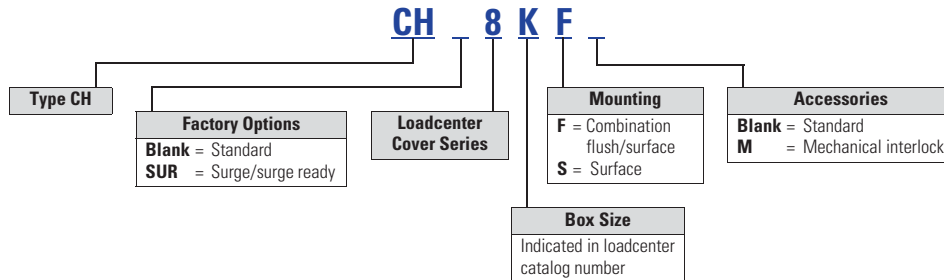 CH _ 8 K F _
Type CH
Factory Options
Blank = Standard
SUR = Surge/surge ready
Loadcenter
Cover Series
Mounting
F = Combination
flush/surface
S = Surface
Accessories
Blank = Standard
M = Mechanical interlock
Box Size
Indicated in loadcenter
catalog number